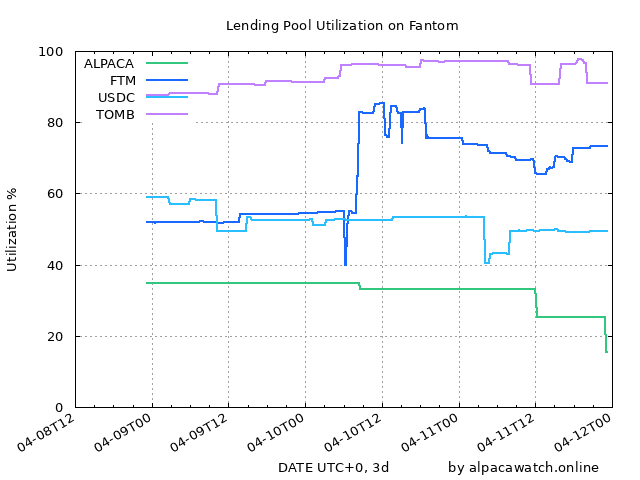 Lending Pool Utilization on Fantom
Utilization %
100
80
60
40
20
0
ALPACA
FTM
USDC
TOMB
04-08T12
04-09T00
04-09T12
04-10T00
04-10T12
04-11T00
04-11T12
04-12T00
DATE UTC+0, 3d
by alpacawatch.online